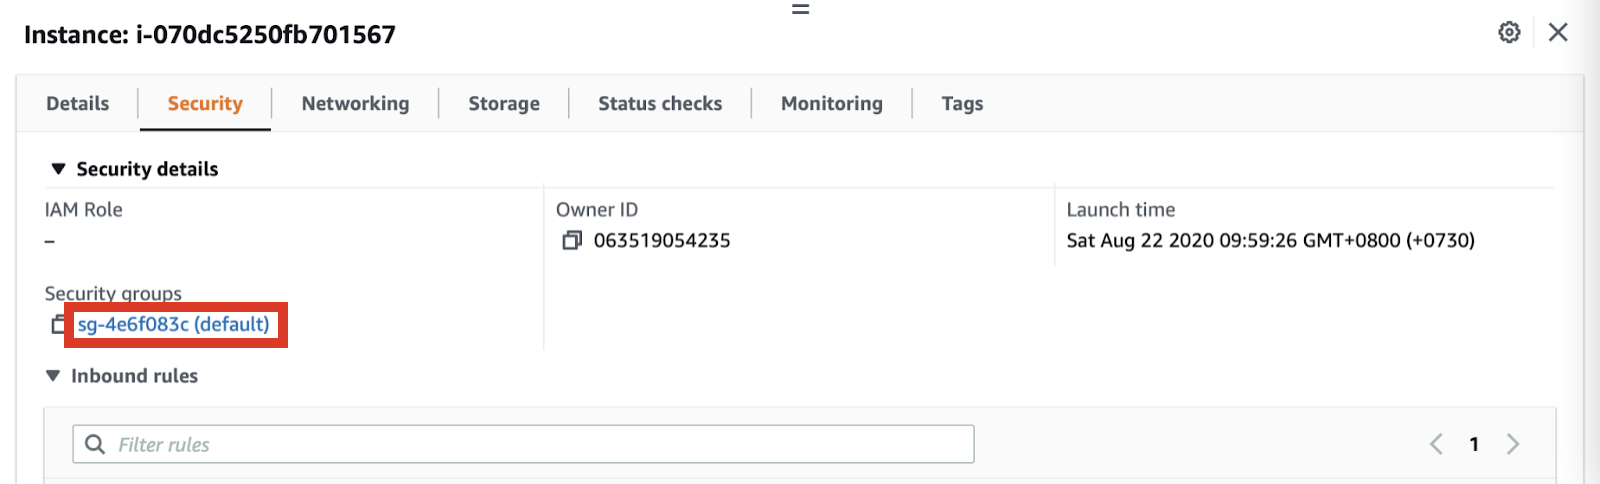 Instance: i-070dc5250fb701567
Details Security Networking Storage Status checks Monitoring Tags
Security details
IAM Role Owner ID Launch time
– 063519054235 Sat Aug 22 2020 09:59:26 GMT+0800 (+0730)
Security groups
sg-4e6f083c (default)
Inbound rules
Filter rules 1